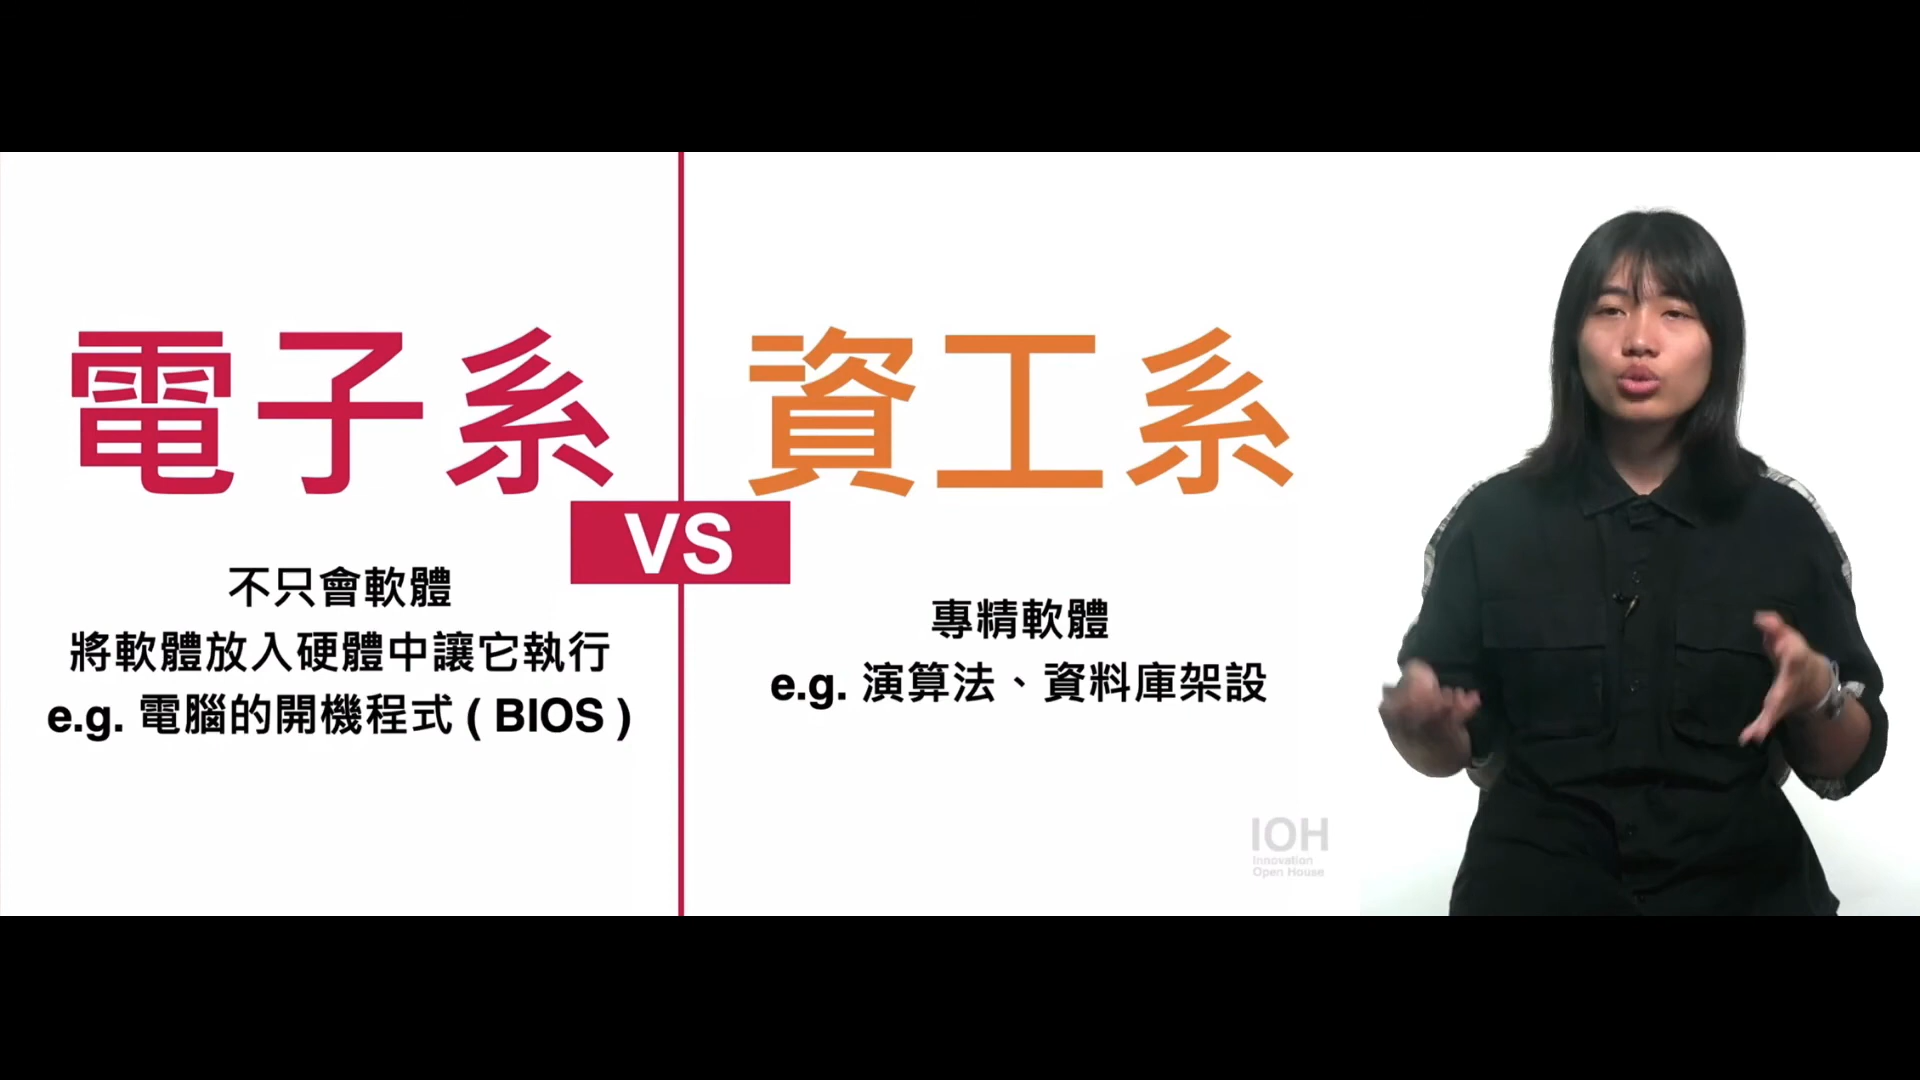 電子系
不只會軟體
將軟體放入硬體中讓它執行
e.g. 電腦的開機程式 ( BIOS )
VS
資工系
專精軟體
e.g. 演算法、資料庫架設
IOH
Innovation
Open House